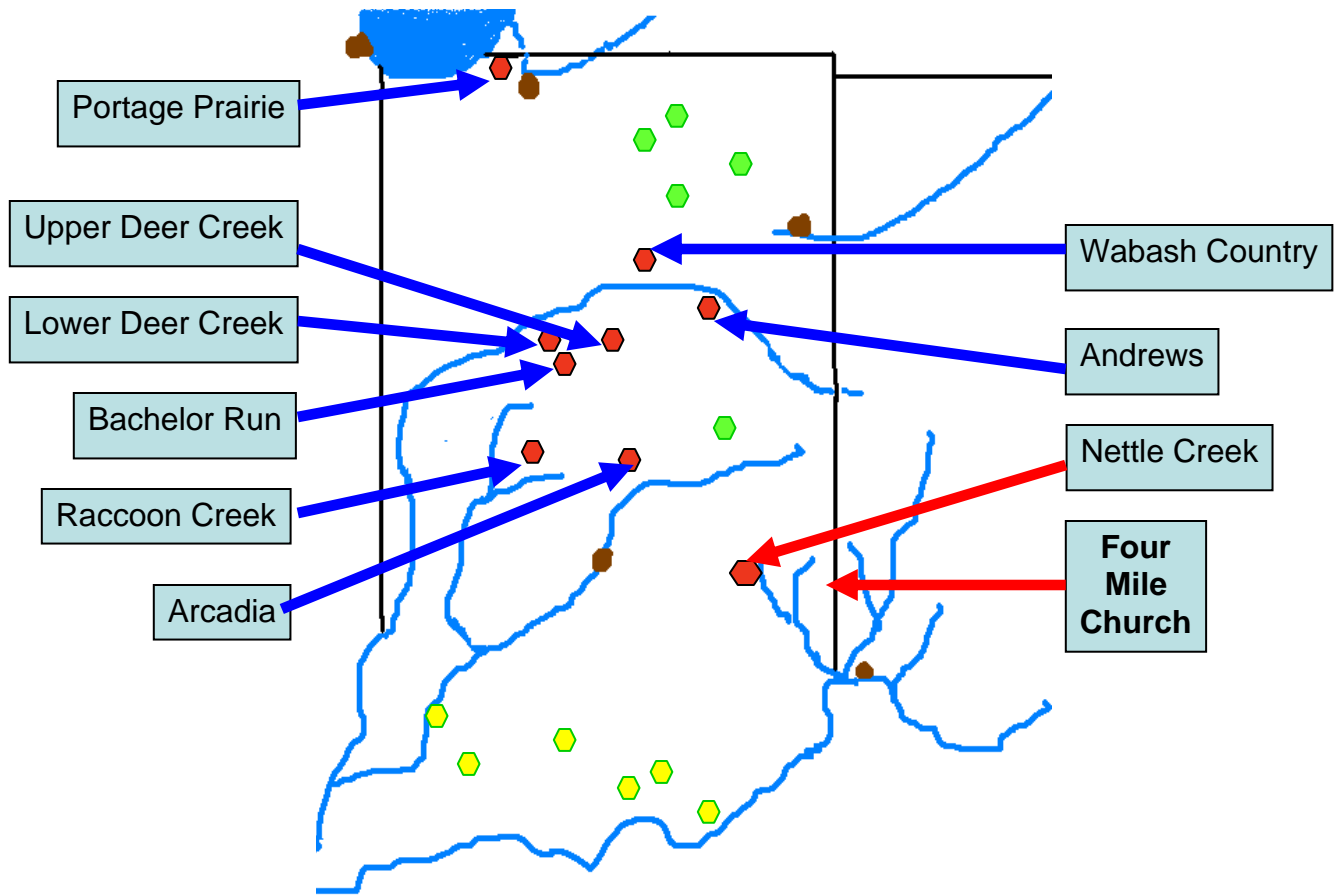 Portage Prairie
Upper Deer Creek
Lower Deer Creek
Bachelor Run
Raccoon Creek
Arcadia
Wabash Country
Andrews
Nettle Creek
Four
Mile
Church